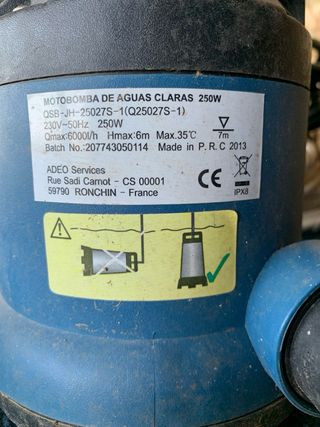 MOTOBOMBA DE AGUAS CLARAS 250W
QSB-JH-25027S-1(Q25027S-1)
230V~50Hz 250W
Qmax:6000l/h Hmax:6m Max.35℃
7m
Batch No.:207743050114 Made in P.R.C 2013
ADEO Services
Rue Sadi Carnot - CS 00001
59790 RONCHIN - France
CE
IPX8